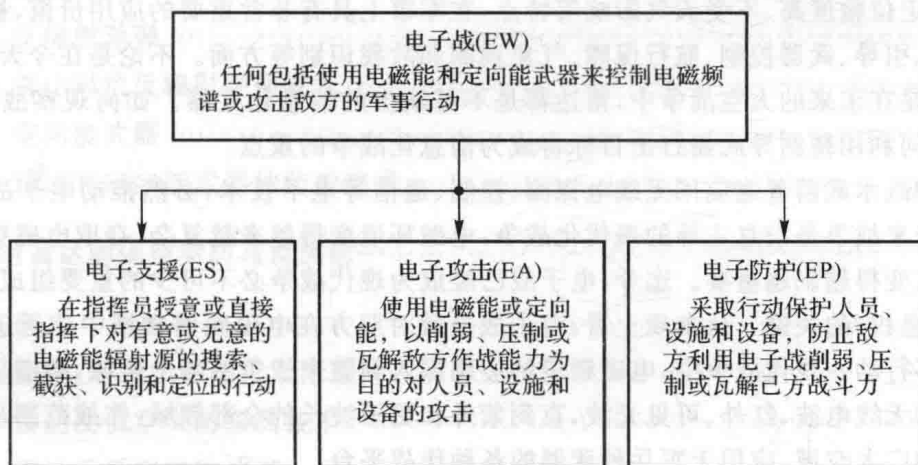 电子战(EW)
任何包括使用电磁能和定向能武器来控制电磁频
谱或攻击敌方的军事行动
电子支援(ES)
在指挥员授意或直接
指挥下对有意或无意的
电磁能辐射源的搜索、
截获、识别和定位的行动
电子攻击(EA)
使用电磁能或定向
能,以削弱、压制或
瓦解敌方作战能力为
目的对人员、设施和
设备的攻击
电子防护(EP)
采取行动保护人员、
设施和设备,防止敌
方利用电子战削弱、压
制或瓦解己方战斗力